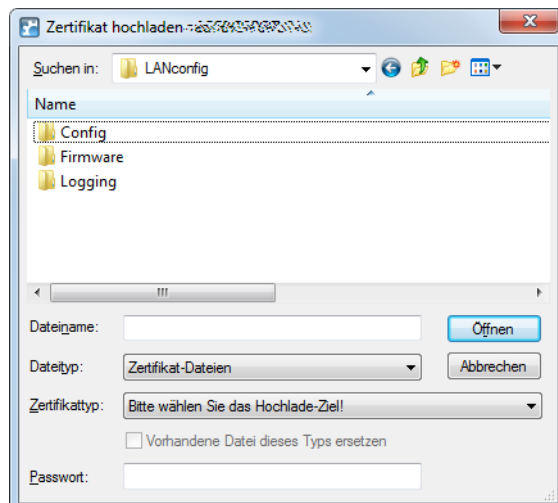 Zertifikat hochladen
Suchen in: LANconfig
Name
Config
Firmware
Logging
Dateiname: Öffnen
Dateityp: Zertifikat-Dateien Abbrechen
Zertifikattyp: Bitte wählen Sie das Hochlade-Ziel!
Vorhandene Datei dieses Typs ersetzen
Passwort: